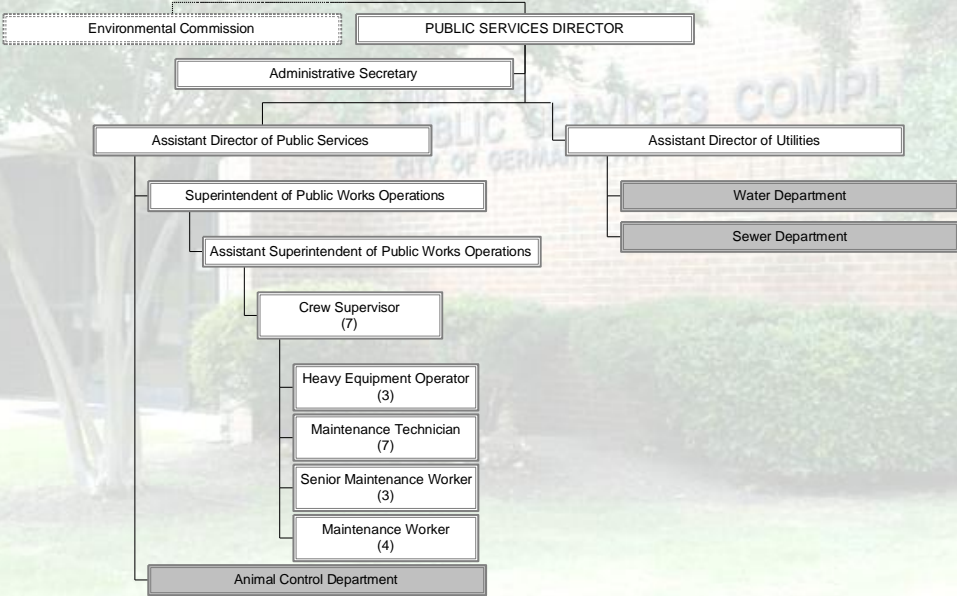 Environmental Commission
PUBLIC SERVICES DIRECTOR
Administrative Secretary
PUBLIC SERVICES COMPL
CITY OF GERMANTOWN
Assistant Director of Public Services
Assistant Director of Utilities
Superintendent of Public Works Operations
Water Department
Sewer Department
Assistant Superintendent of Public Works Operations
Crew Supervisor
(7)
Heavy Equipment Operator
(3)
Maintenance Technician
(7)
Senior Maintenance Worker
(3)
Maintenance Worker
(4)
Animal Control Department